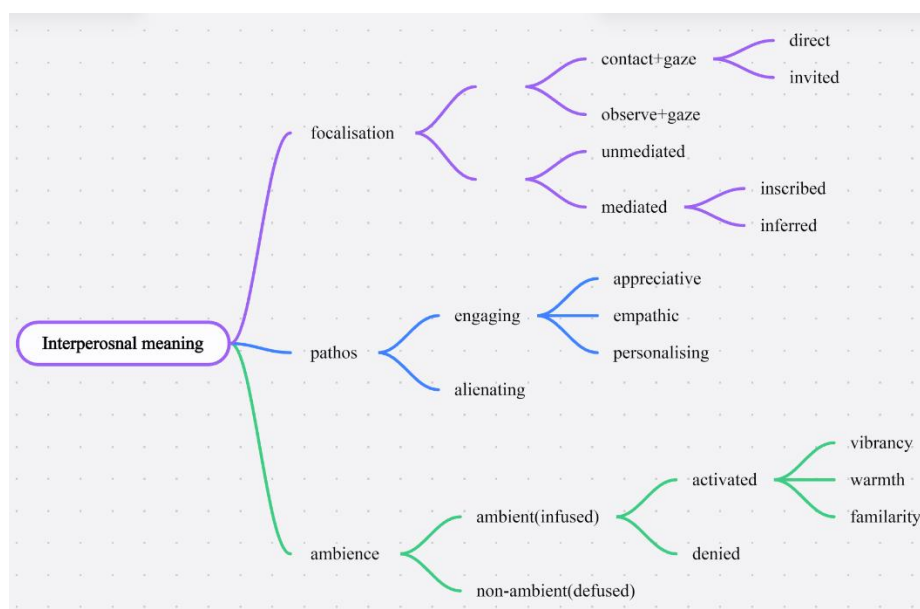 Interperosnal meaning
focalisation
contact+gaze
direct
invited
observe+gaze
unmediated
mediated
inscribed
inferred
pathos
engaging
appreciative
empathic
personalising
alienating
ambience
ambient(infused)
activated
vibrancy
warmth
familarity
denied
non-ambient(defused)